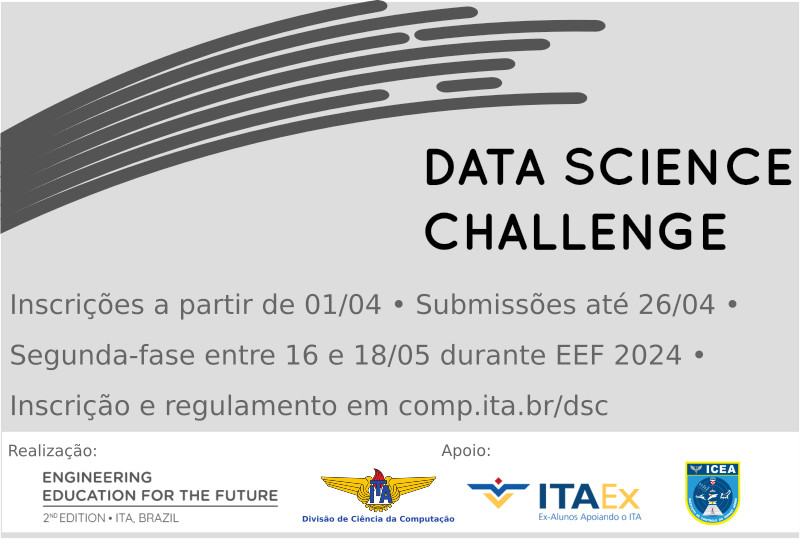 DATA SCIENCE
CHALLENGE
Inscrições a partir de 01/04 • Submissões até 26/04 •
Segunda-fase entre 16 e 18/05 durante EEF 2024 •
Inscrição e regulamento em comp.ita.br/dsc
Realização:
Apoio:
ENGINEERING
EDUCATION FOR THE FUTURE
2ND EDITION • ITA, BRAZIL
ITA
Divisão de Ciência da Computação
ITAEx
Ex-Alunos Apoiando o ITA
ICEA